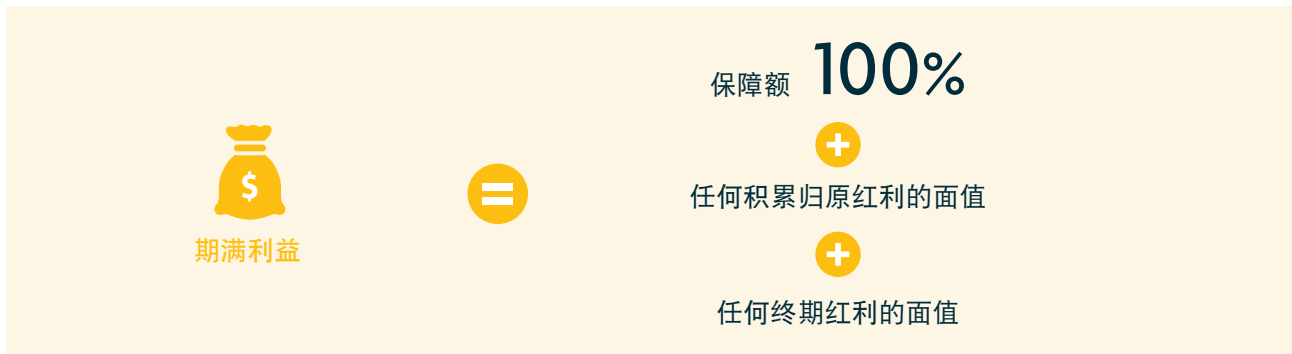 保障额 100%
+
任何积累归原红利的面值
+
任何终期红利的面值
=
$
期满利益